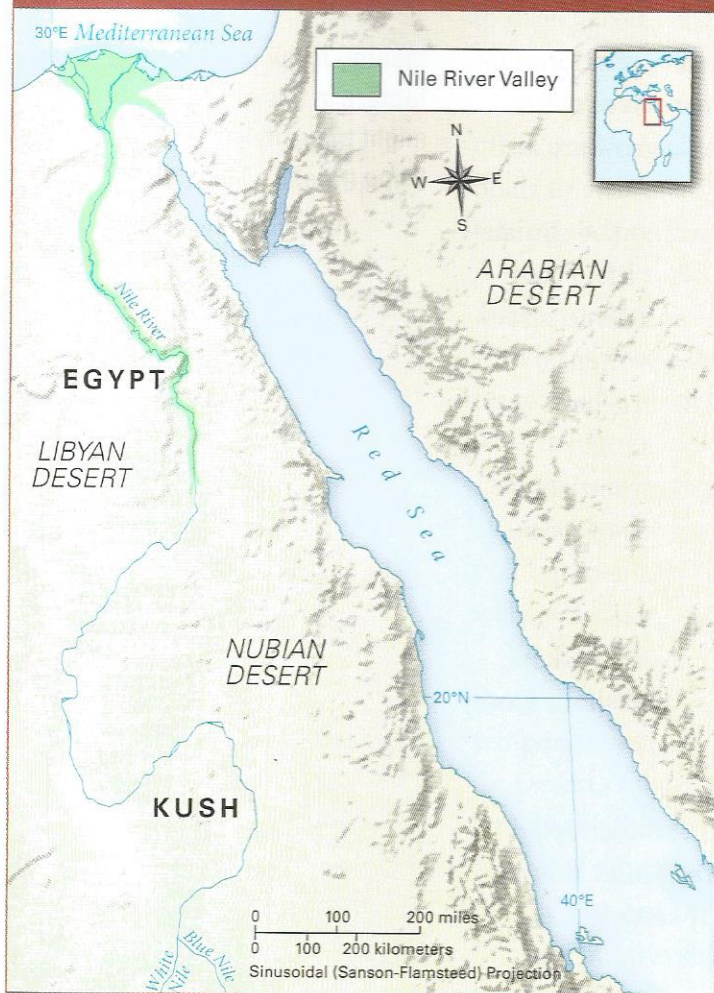 30°E Mediterranean Sea
Nile River Valley
N
W E
S
ARABIAN
DESERT
Nile River
EGYPT
LIBYAN
DESERT
Red Sea
NUBIAN
DESERT
20°N
KUSH
40°E
0 100 200 miles
0 100 200 kilometers
White
Nile
Blue Nile
Sinusoidal (Sanson-Flamsteed) Projection